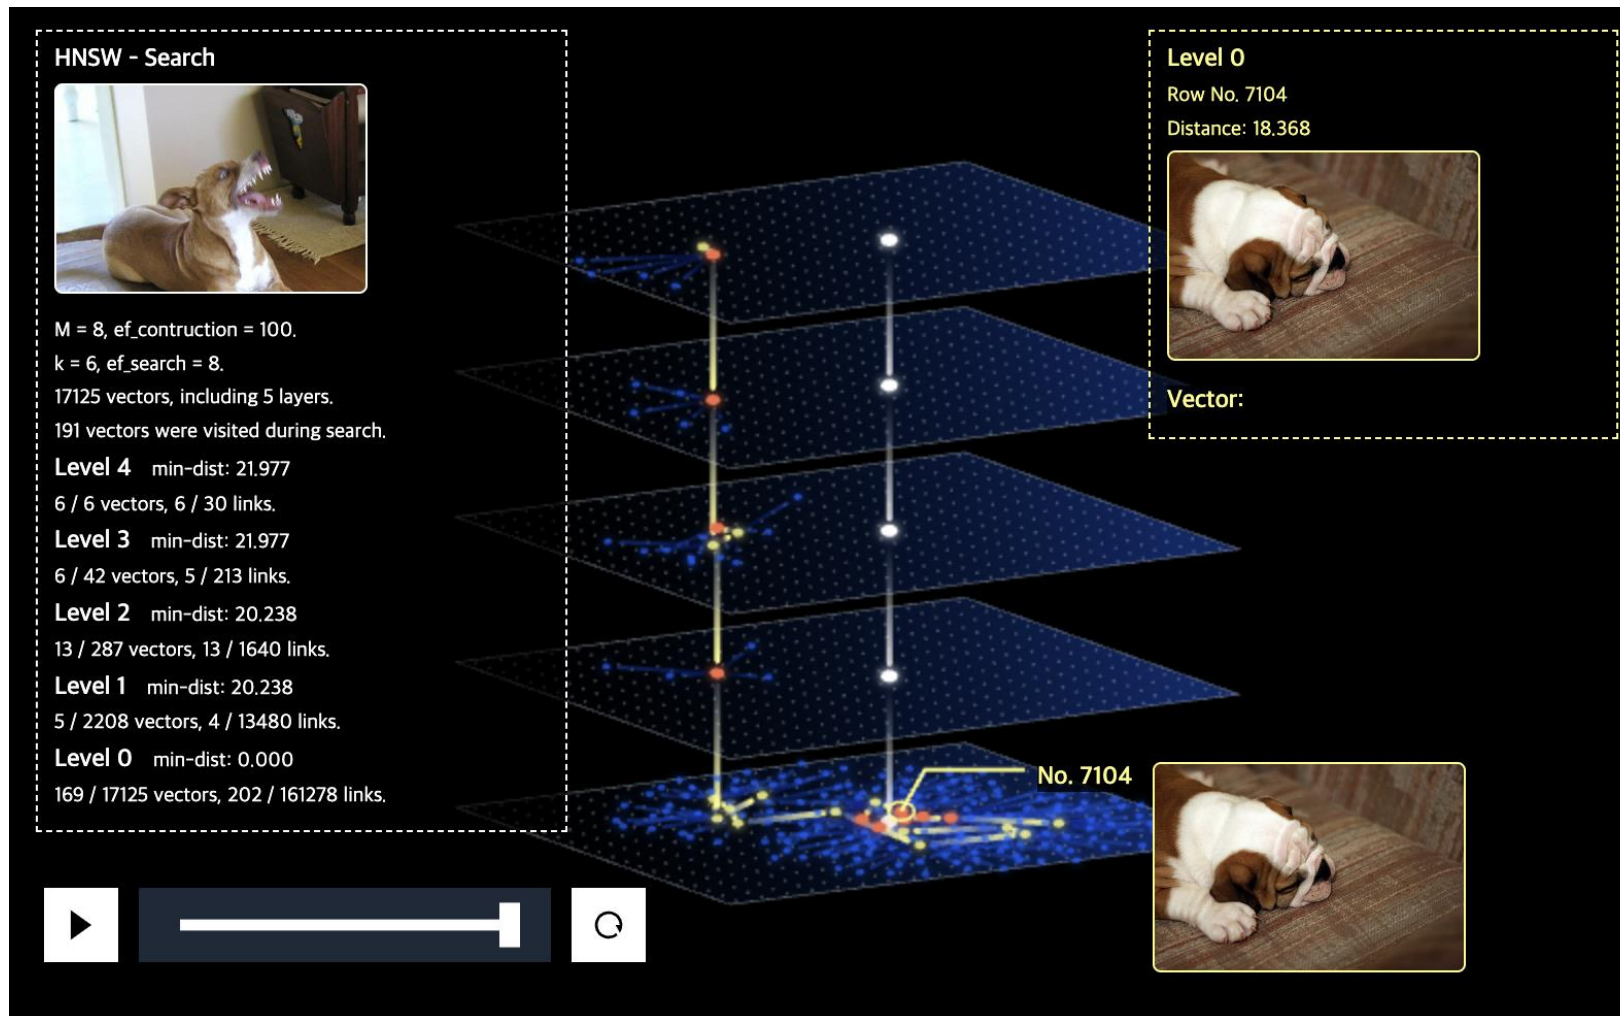 HNSW - Search
M = 8, ef_contruction = 100.
k = 6, ef_search = 8.
17125 vectors, including 5 layers.
191 vectors were visited during search.
Level 4 min-dist: 21.977
6 / 6 vectors, 6 / 30 links.
Level 3 min-dist: 21.977
6 / 42 vectors, 5 / 213 links.
Level 2 min-dist: 20.238
13 / 287 vectors, 13 / 1640 links.
Level 1 min-dist: 20.238
5 / 2208 vectors, 4 / 13480 links.
Level 0 min-dist: 0.000
169 / 17125 vectors, 202 / 161278 links.
Level 0
Row No. 7104
Distance: 18.368
Vector:
No. 7104